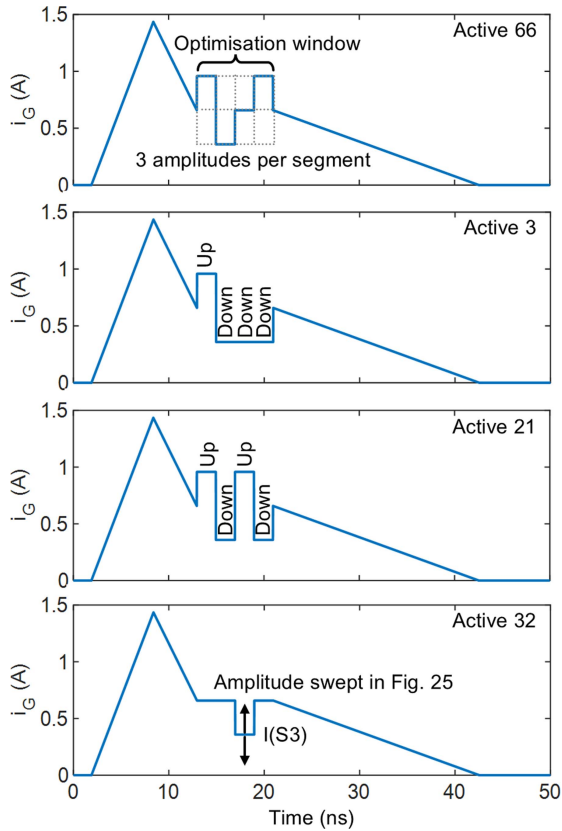 1.5
Active 66
Optimisation window
1
i_G (A)
0.5
3 amplitudes per segment
0
1.5
Active 3
Up
1
i_G (A)
Down
Down
Down
0.5
0
1.5
Active 21
Up
Up
1
i_G (A)
Down
Down
0.5
0
1.5
Active 32
1
i_G (A)
Amplitude swept in Fig. 25
0.5
I(S3)
0
0 10 20 30 40 50
Time (ns)